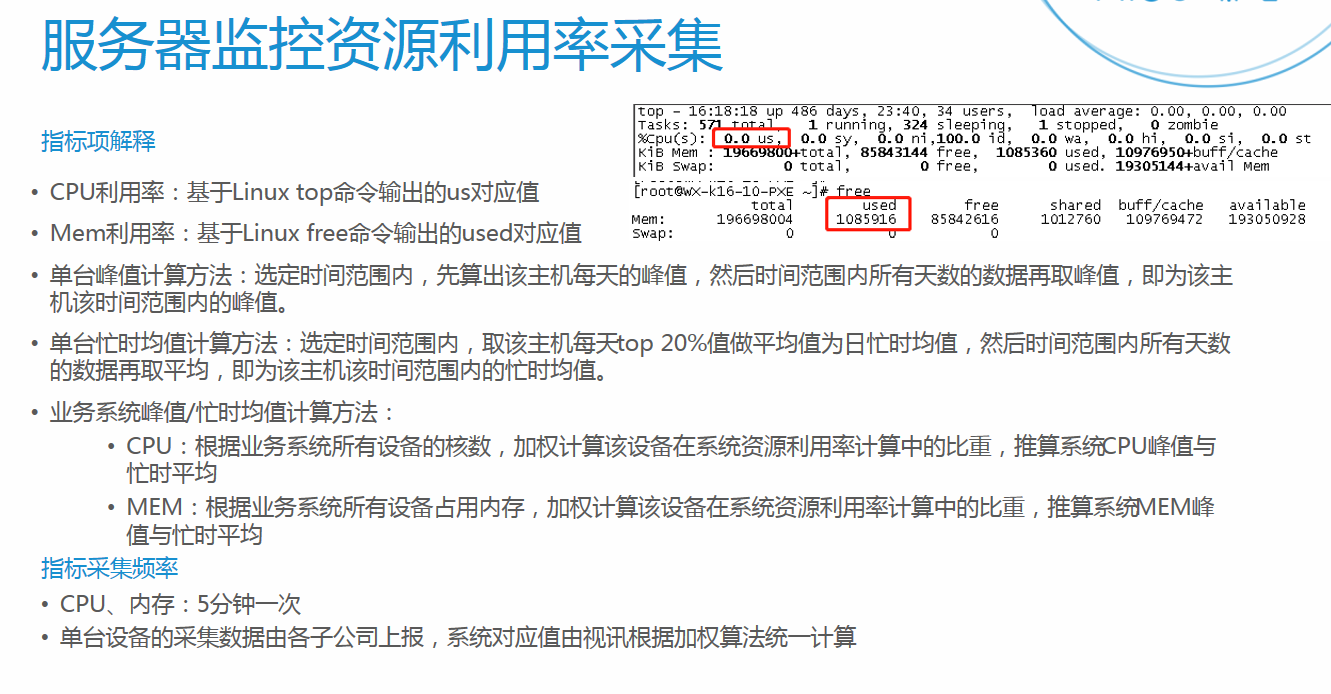 服务器监控资源利用率采集
top - 16:18:18 up 486 days, 23:40, 34 users,  load average: 0.00, 0.00, 0.00
Tasks: 571 total,   1 running, 324 sleeping,   1 stopped,   0 zombie
%Cpu(s):  0.0 us,  0.0 sy,  0.0 ni,100.0 id,  0.0 wa,  0.0 hi,  0.0 si,  0.0 st
KiB Mem : 19669800+total, 85843144 free,  1085360 used, 10976950+buff/cache
KiB Swap:        0 total,        0 free,        0 used. 19305144+avail Mem
[root@wX-k16-10-PXE ~]# free
total used free shared buff/cache available
Mem: 196698004 1085916 85842616 1012760 109769472 193050928
Swap: 0 0 0
指标项解释
• CPU利用率：基于Linux top命令输出的us对应值
• Mem利用率：基于Linux free命令输出的used对应值
• 单台峰值计算方法：选定时间范围内，先算出该主机每天的峰值，然后时间范围内所有天数的数据再取峰值，即为该主
机该时间范围内的峰值。
• 单台忙时均值计算方法：选定时间范围内，取该主机每天top 20%值做平均值为日忙时均值，然后时间范围内所有天数
的数据再取平均，即为该主机该时间范围内的忙时均值。
• 业务系统峰值/忙时均值计算方法：
• CPU：根据业务系统所有设备的核数，加权计算该设备在系统资源利用率计算中的比重，推算系统CPU峰值与
忙时平均
• MEM：根据业务系统所有设备占用内存，加权计算该设备在系统资源利用率计算中的比重，推算系统MEM峰
值与忙时平均
指标采集频率
• CPU、内存：5分钟一次
• 单台设备的采集数据由各子公司上报，系统对应值由视讯根据加权算法统一计算